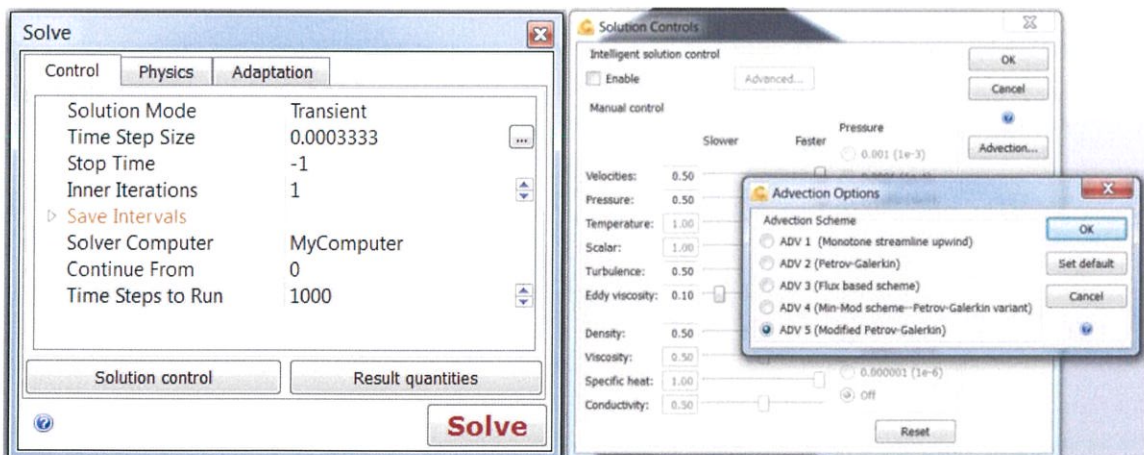 Solve
Control Physics Adaptation
Solution Mode Transient
Time Step Size 0.0003333 ...
Stop Time -1
Inner Iterations 1
Save Intervals
Solver Computer MyComputer
Continue From 0
Time Steps to Run 1000
Solution control Result quantities
Solve
Solution Controls
Intelligent solution control
Enable Advanced...
OK
Cancel
Manual control
Slower Faster Pressure
0.001 (1e-3)
Advection...
Velocities: 0.50
Pressure: 0.50
Temperature: 1.00
Scalar: 1.00
Turbulence: 0.50
Eddy viscosity: 0.10
Density: 0.50
Viscosity: 0.50
Specific heat: 1.00
Conductivity: 0.50
0.000001 (1e-6)
Off
Reset
Advection Options
Advection Scheme
ADV 1 (Monotone streamline upwind)
ADV 2 (Petrov-Galerkin)
ADV 3 (Flux based scheme)
ADV 4 (Min-Mod scheme--Petrov-Galerkin variant)
ADV 5 (Modified Petrov-Galerkin)
OK
Set default
Cancel